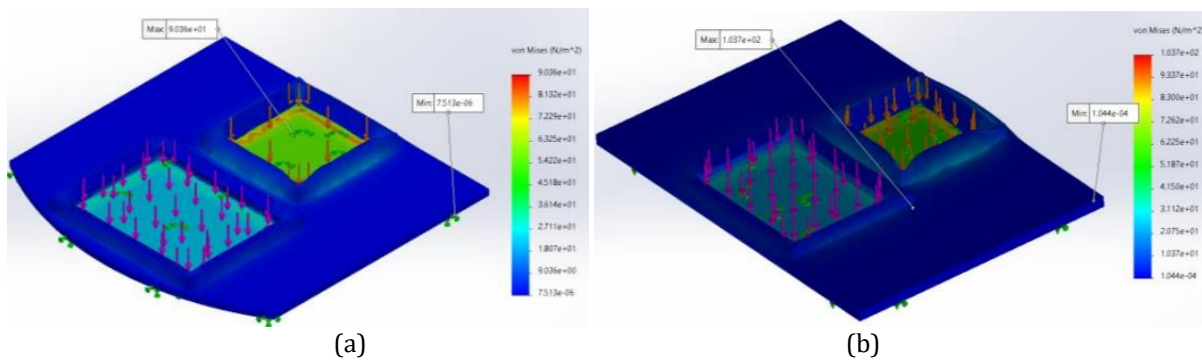 Max: 9.036e+01
Min: 7.513e-06
von Mises (N/m^2)
9.036e+01
8.132e+01
7.229e+01
6.325e+01
5.422e+01
4.518e+01
3.614e+01
2.711e+01
1.807e+01
9.036e+00
7.513e-06
(a)
Max: 1.037e+02
Min: 1.044e-04
von Mises (N/m^2)
1.037e+02
9.337e+01
8.300e+01
7.262e+01
6.225e+01
5.187e+01
4.150e+01
3.112e+01
2.075e+01
1.037e+01
1.044e-04
(b)